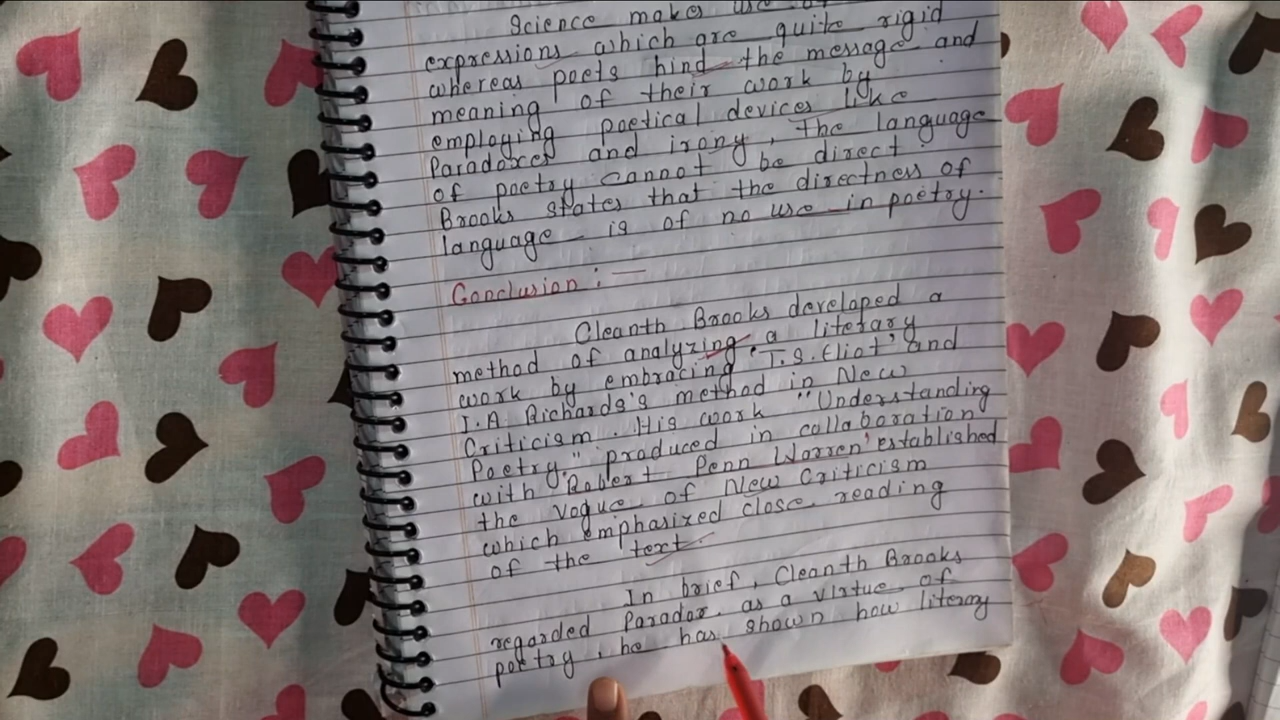 Science makes use of
expressions which are quite rigid
whereas poets hind the message and
meaning of their work by
employing poetical devices like
Paradoxes and irony, the language
of poetry cannot be direct.
Brooks states that the directness of
language is of no use in poetry.
Conclusion :-
Cleanth Brooks developed a
method of analyzing a literary
work by embracing 'T.S. Eliot' and
I.A. Richards's method in New
Criticism. His work "Understanding
Poetry" produced in collaboration
with 'Robert Penn Warren' established
the vogue of New Criticism
which emphasized close reading
of the text
In brief, Cleanth Brooks
regarded Paradox as a virtue of
poetry, he has shown how literary